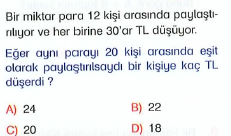 Bir miktar para 12 kişi arasında paylaştı-
rılıyor ve her birine 30'ar TL düşüyor.
Eğer aynı parayı 20 kişi arasında eşit
olarak paylaştırılsaydı bir kişiye kaç TL
düşerdi ?
A) 24 B) 22
C) 20 D) 18